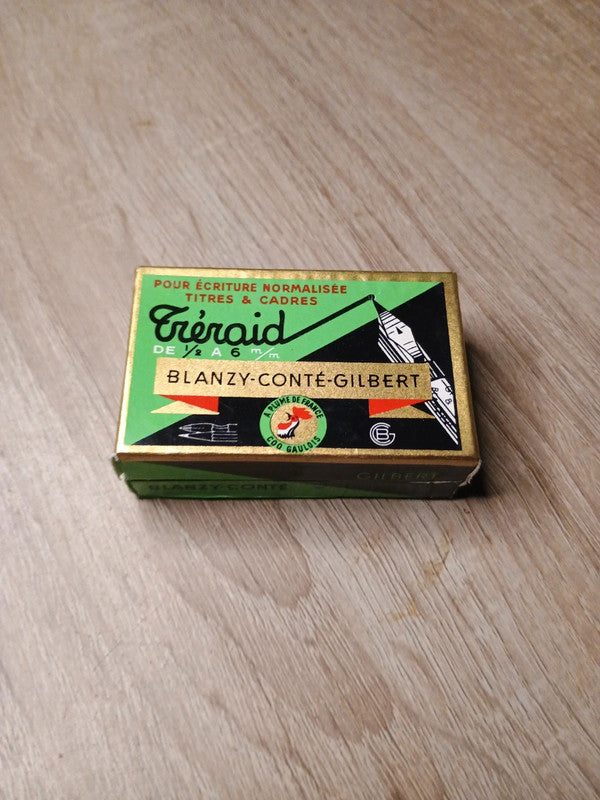 POUR ÉCRITURE NORMALISÉE
TITRES & CADRES
Tréraid
DE ½ A 6 m/m
BLANZY-CONTÉ-GILBERT
LA PLUME DE FRANCE
COQ GAULOIS
BLANZY-CONTÉ
GILBERT